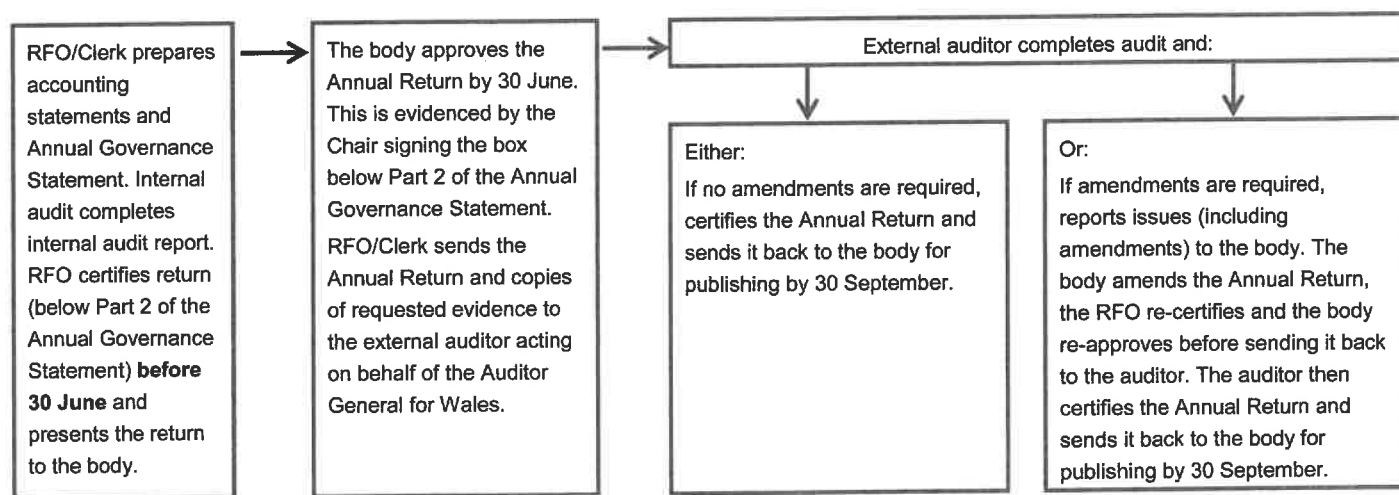 RFO/Clerk prepares
accounting
statements and
Annual Governance
Statement. Internal
audit completes
internal audit report.
RFO certifies return
(below Part 2 of the
Annual Governance
Statement) before
30 June and
presents the return
to the body.
The body approves the
Annual Return by 30 June.
This is evidenced by the
Chair signing the box
below Part 2 of the Annual
Governance Statement.
RFO/Clerk sends the
Annual Return and copies
of requested evidence to
the external auditor acting
on behalf of the Auditor
General for Wales.
External auditor completes audit and:
Either:
If no amendments are required,
certifies the Annual Return and
sends it back to the body for
publishing by 30 September.
Or:
If amendments are required,
reports issues (including
amendments) to the body. The
body amends the Annual Return,
the RFO re-certifies and the body
re-approves before sending it back
to the auditor. The auditor then
certifies the Annual Return and
sends it back to the body for
publishing by 30 September.